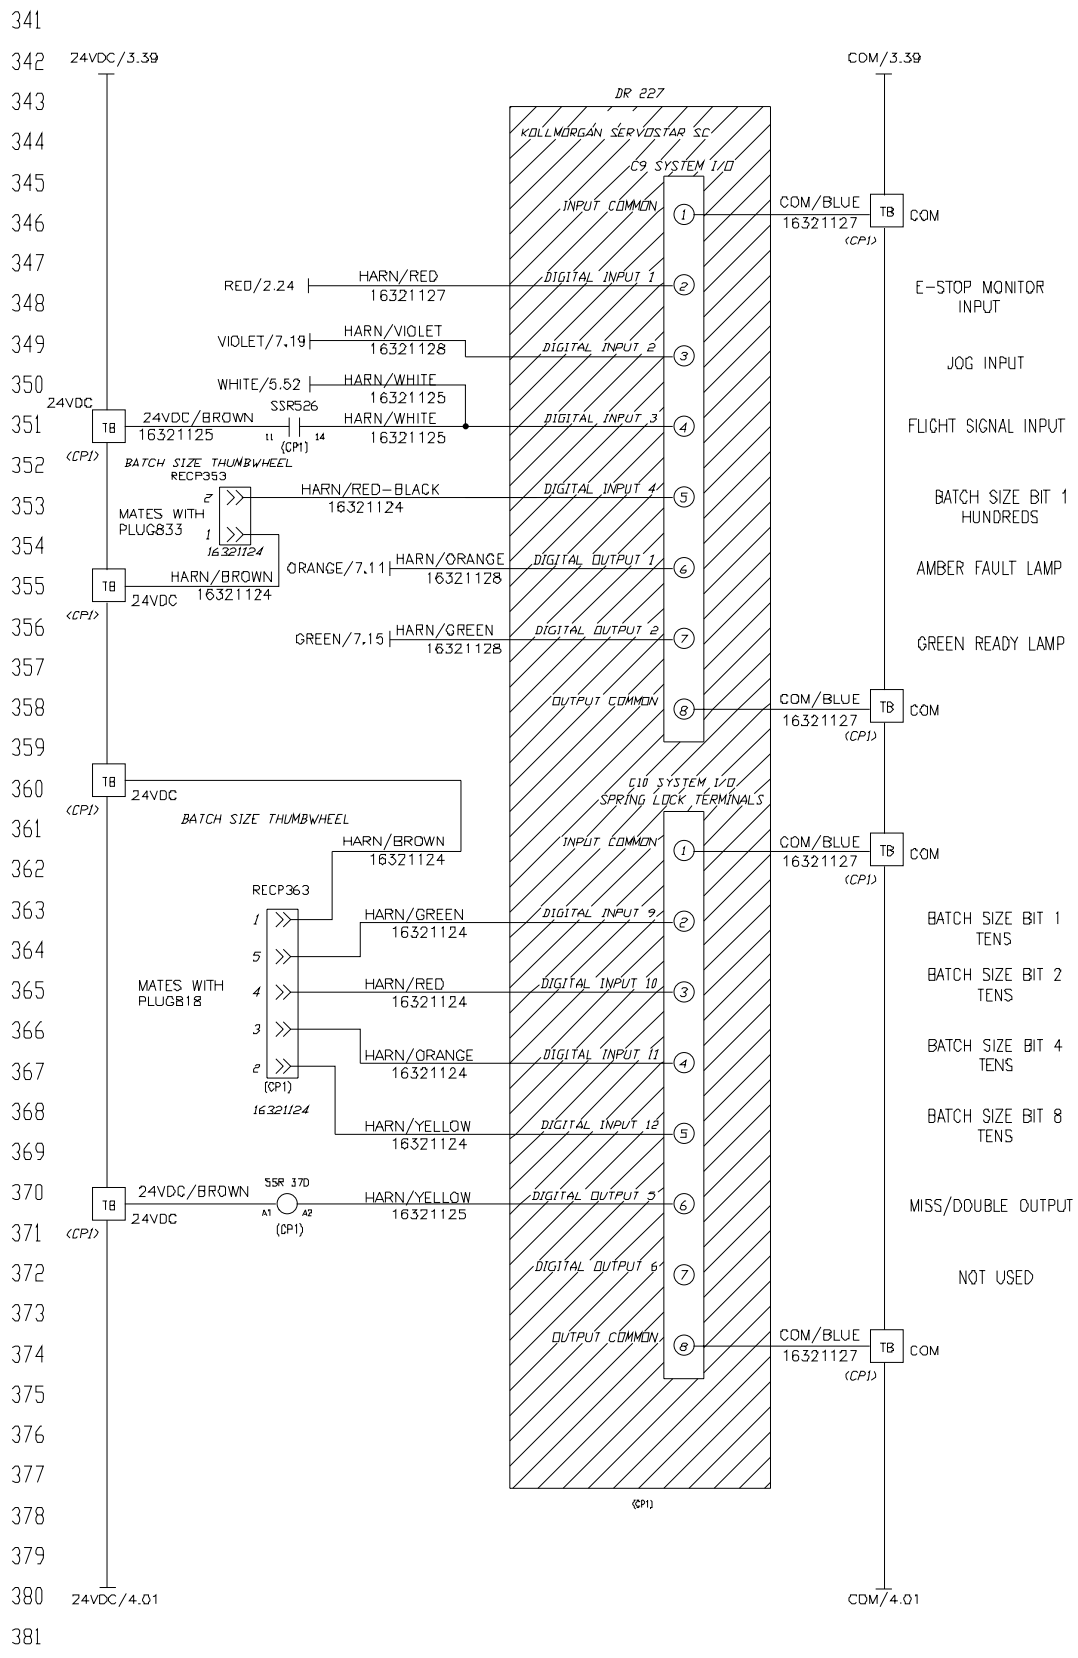 341
342 24VDC/3.39 COM/3.39
343 DR 227
344 KOLLMORGAN SERVOSTAR SC
345 C9 SYSTEM I/O
346 INPUT COMMON 1 COM/BLUE TB COM
16321127
(CP1)
347
RED/2.24 HARN/RED DIGITAL INPUT 1 2 E-STOP MONITOR
16321127
348 INPUT
349 VIOLET/7.19 HARN/VIOLET DIGITAL INPUT 2 3 JOG INPUT
16321128
350 WHITE/5.52 HARN/WHITE
16321125
24VDC
351 TB 24VDC/BROWN SSR526 HARN/WHITE DIGITAL INPUT 3 4 FLIGHT SIGNAL INPUT
16321125 11 14 16321125
(CP1) (CP1)
352 BATCH SIZE THUMBWHEEL
RECP353
353 2 HARN/RED-BLACK DIGITAL INPUT 4 5 BATCH SIZE BIT 1
16321124 HUNDREDS
MATES WITH
PLUG833 1
354 16321124
ORANGE/7.11 HARN/ORANGE DIGITAL OUTPUT 1 6 AMBER FAULT LAMP
16321128
355 TB HARN/BROWN
24VDC 16321124
(CP1)
356 GREEN/7.15 HARN/GREEN DIGITAL OUTPUT 2 7 GREEN READY LAMP
16321128
357
358 OUTPUT COMMON 8 COM/BLUE TB COM
16321127
(CP1)
359
360 TB 24VDC C10 SYSTEM I/O
SPRING LOCK TERMINALS
(CP1)
361 BATCH SIZE THUMBWHEEL
HARN/BROWN INPUT COMMON 1 COM/BLUE TB COM
16321124 16321127
362 (CP1)
RECP363
363 1 HARN/GREEN DIGITAL INPUT 9 2 BATCH SIZE BIT 1
16321124 TENS
364 5
365 MATES WITH 4 HARN/RED DIGITAL INPUT 10 3 BATCH SIZE BIT 2
PLUG818 16321124 TENS
366 3
367 2 HARN/ORANGE DIGITAL INPUT 11 4 BATCH SIZE BIT 4
16321124 TENS
(CP1)
368 16321124
HARN/YELLOW DIGITAL INPUT 12 5 BATCH SIZE BIT 8
16321124 TENS
369
370 TB 24VDC/BROWN SSR 370 HARN/YELLOW DIGITAL OUTPUT 5 6 MISS/DOUBLE OUTPUT
24VDC A1 A2 16321125
371 (CP1) (CP1)
372 DIGITAL OUTPUT 6 7 NOT USED
373
374 OUTPUT COMMON 8 COM/BLUE TB COM
16321127
(CP1)
375
376
377
378 (CP1)
379
380 24VDC/4.01 COM/4.01
381